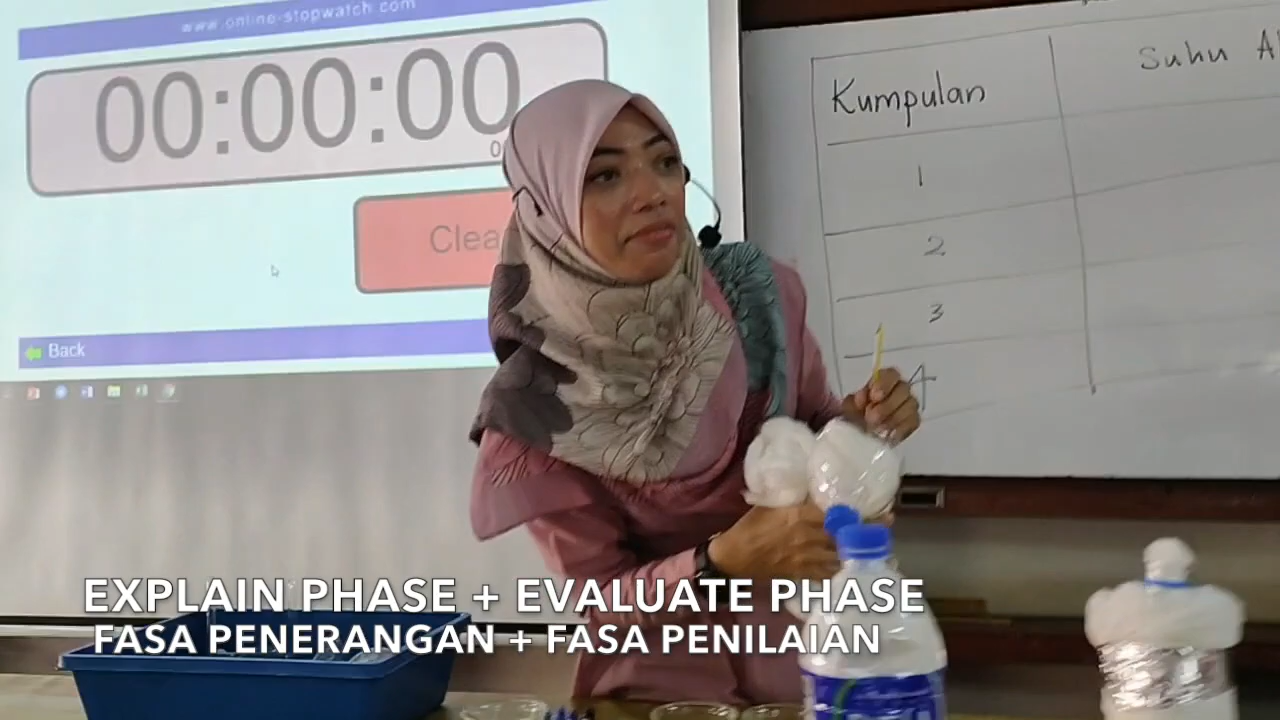 www.online-stopwatch.com
00:00:00
Clea
Back
Kumpulan
Suhu A
1
2
3
4
EXPLAIN PHASE + EVALUATE PHASE
FASA PENERANGAN + FASA PENILAIAN